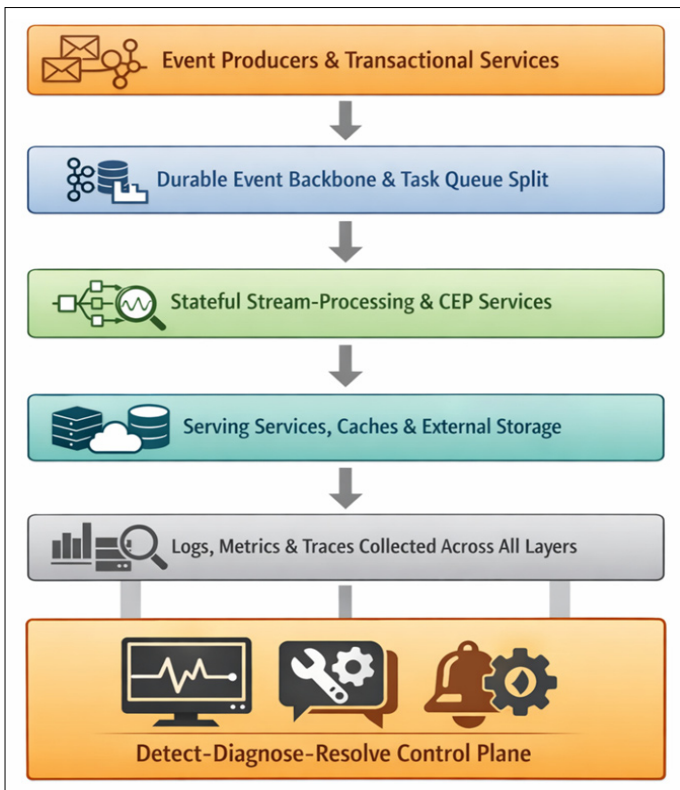 Event Producers & Transactional Services
Durable Event Backbone & Task Queue Split
Stateful Stream-Processing & CEP Services
Serving Services, Caches & External Storage
Logs, Metrics & Traces Collected Across All Layers
Detect-Diagnose-Resolve Control Plane